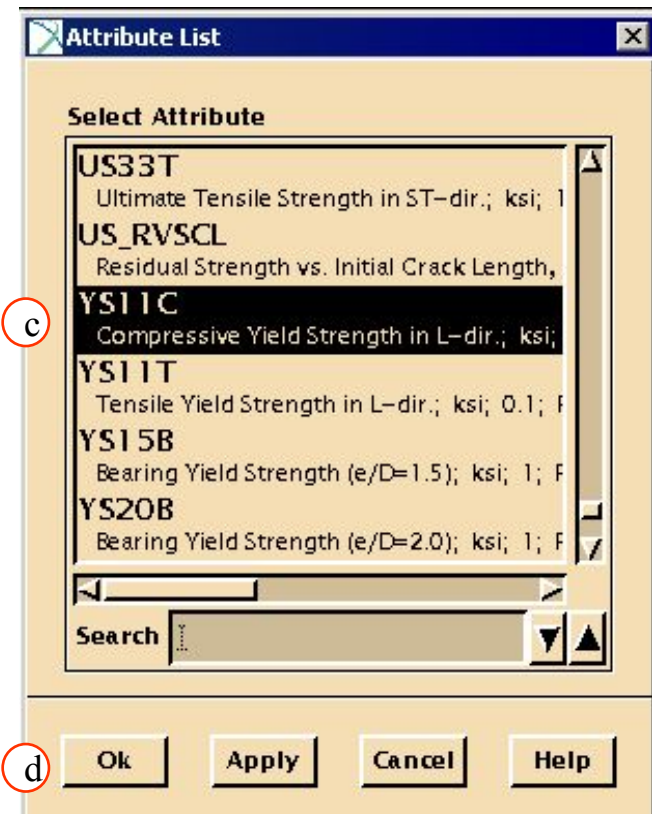 Attribute List
Select Attribute
US33T
Ultimate Tensile Strength in ST-dir.; ksi; 1
US_RVSCL
Residual Strength vs. Initial Crack Length,
c
YS11C
Compressive Yield Strength in L-dir.; ksi;
YS11T
Tensile Yield Strength in L-dir.; ksi; 0.1;
YS15B
Bearing Yield Strength (e/D=1.5); ksi; 1;
YS20B
Bearing Yield Strength (e/D=2.0); ksi; 1;
Search
d
Ok Apply Cancel Help